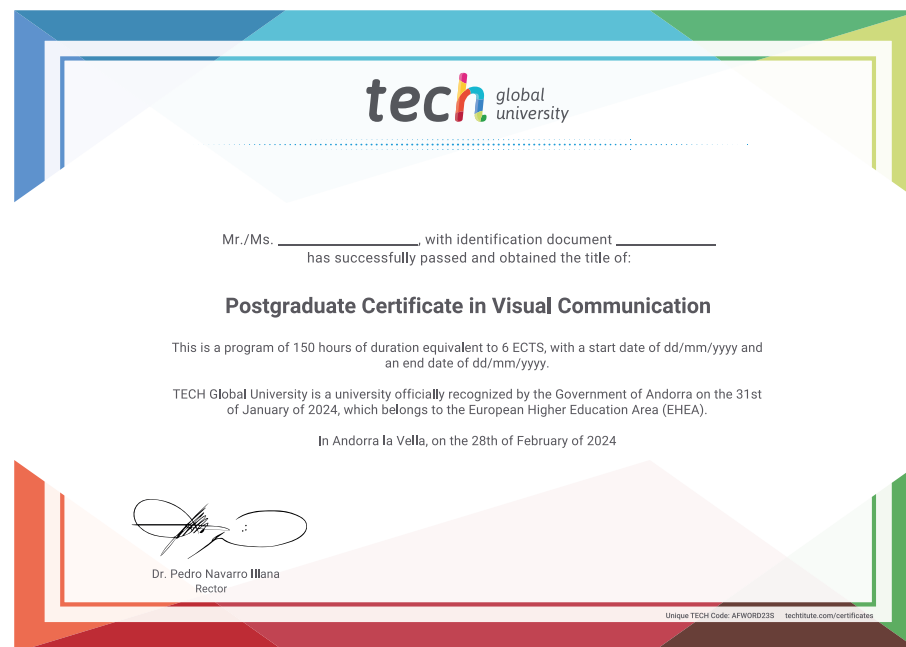 tech global university
Mr./Ms. ____________, with identification document ____________
has successfully passed and obtained the title of:
Postgraduate Certificate in Visual Communication
This is a program of 150 hours of duration equivalent to 6 ECTS, with a start date of dd/mm/yyyy and
an end date of dd/mm/yyyy.
TECH Global University is a university officially recognized by the Government of Andorra on the 31st
of January of 2024, which belongs to the European Higher Education Area (EHEA).
In Andorra la Vella, on the 28th of February of 2024
Dr. Pedro Navarro Illana
Rector
Unique TECH Code: AFWORD23S techtitute.com/certificates